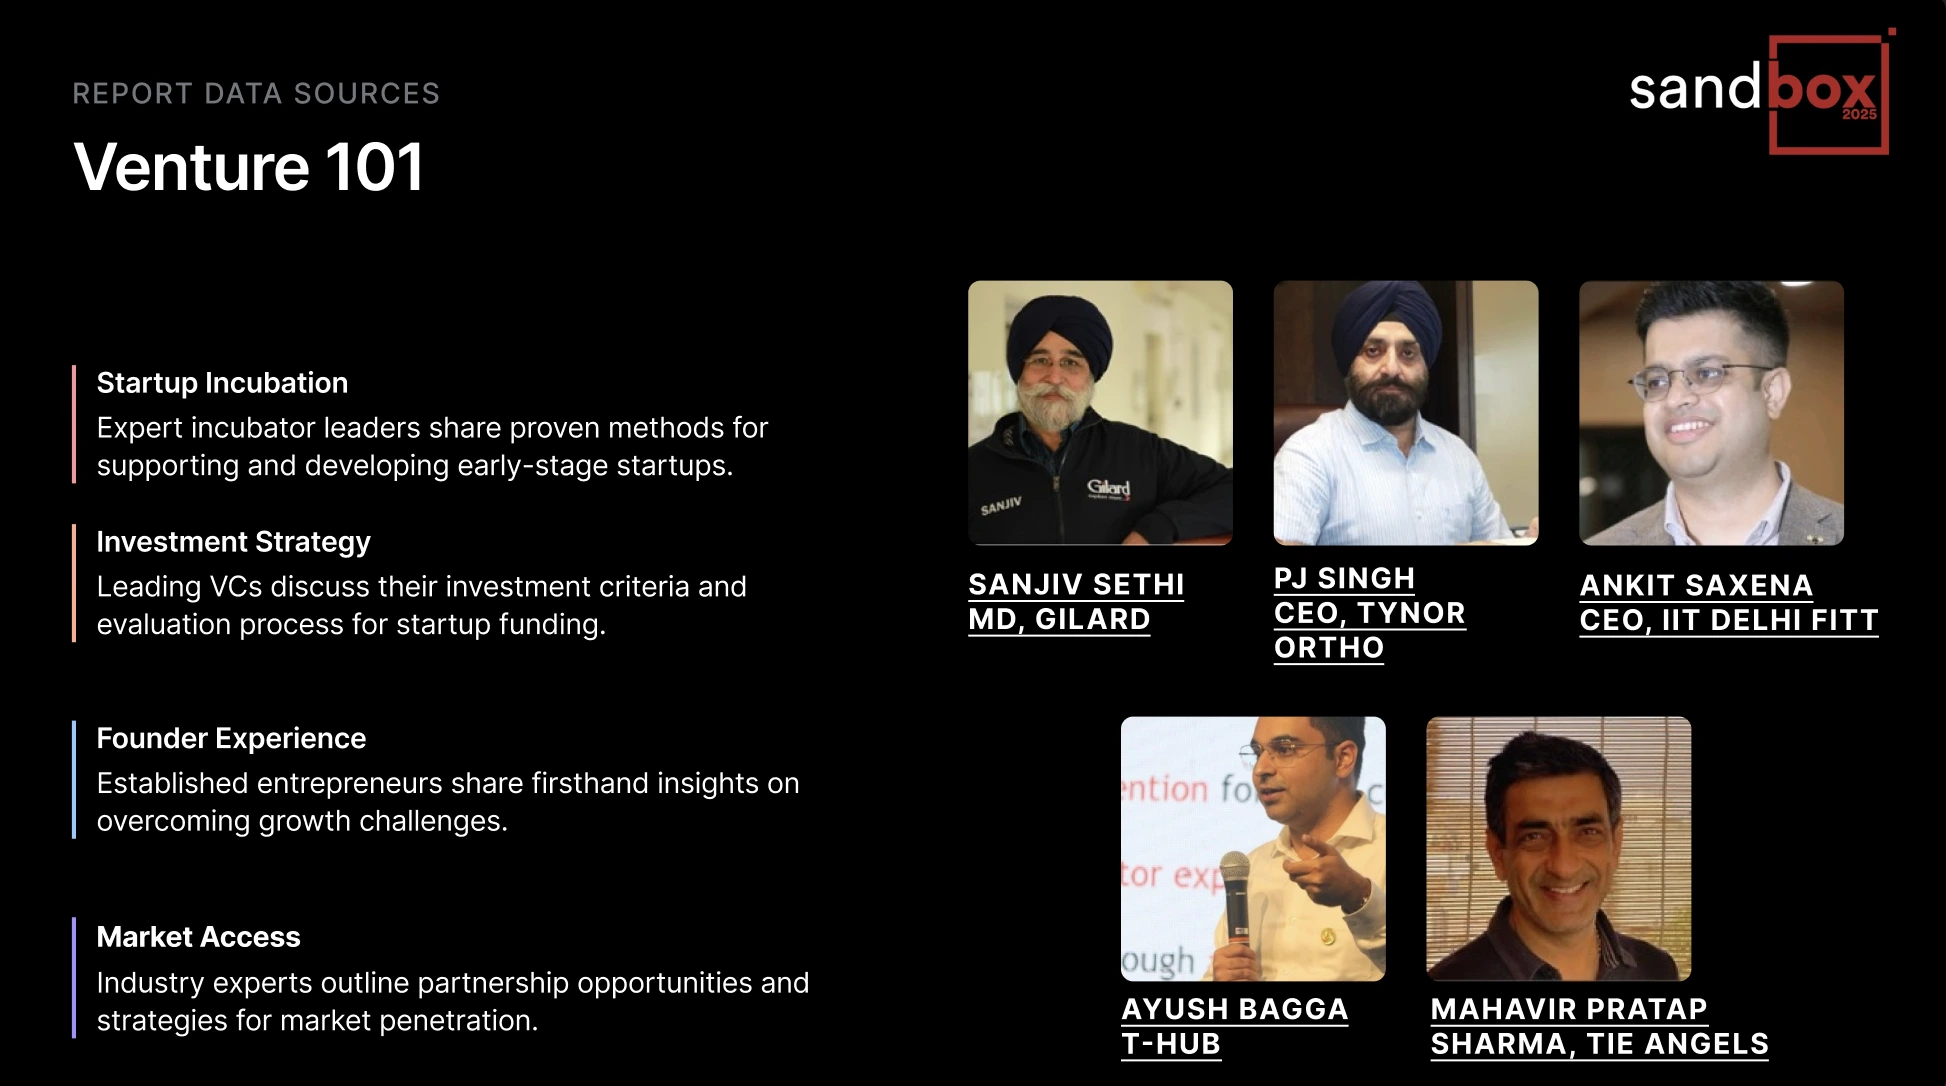 REPORT DATA SOURCES
Venture 101
sandbox
2025
Startup Incubation
Expert incubator leaders share proven methods for
supporting and developing early-stage startups.
Investment Strategy
Leading VCs discuss their investment criteria and
evaluation process for startup funding.
Founder Experience
Established entrepreneurs share firsthand insights on
overcoming growth challenges.
Market Access
Industry experts outline partnership opportunities and
strategies for market penetration.
SANJIV
Gilard
SANJIV SETHI
MD, GILARD
PJ SINGH
CEO, TYNOR
ORTHO
ANKIT SAXENA
CEO, IIT DELHI FITT
ention fo c
tor exp
ough
AYUSH BAGGA
T-HUB
MAHAVIR PRATAP
SHARMA, TIE ANGELS